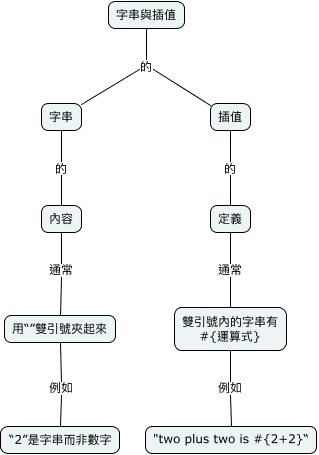 字串與插值
的
字串
插值
的
的
內容
定義
通常
通常
用“”雙引號夾起來
雙引號內的字串有
#{運算式}
例如
例如
“2”是字串而非數字
"two plus two is #{2+2}“